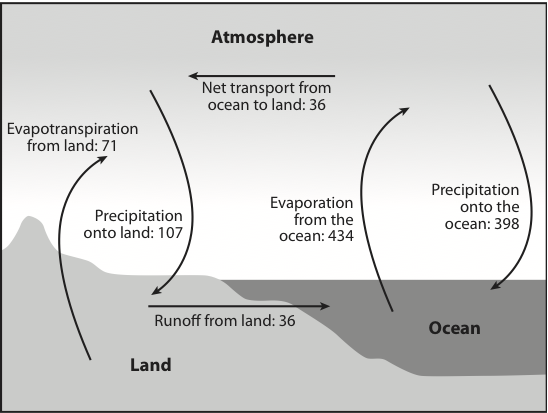 Atmosphere
Net transport from
ocean to land: 36
Evapotranspiration
from land: 71
Precipitation
onto land: 107
Evaporation
from the
ocean: 434
Precipitation
onto the
ocean: 398
Runoff from land: 36
Ocean
Land